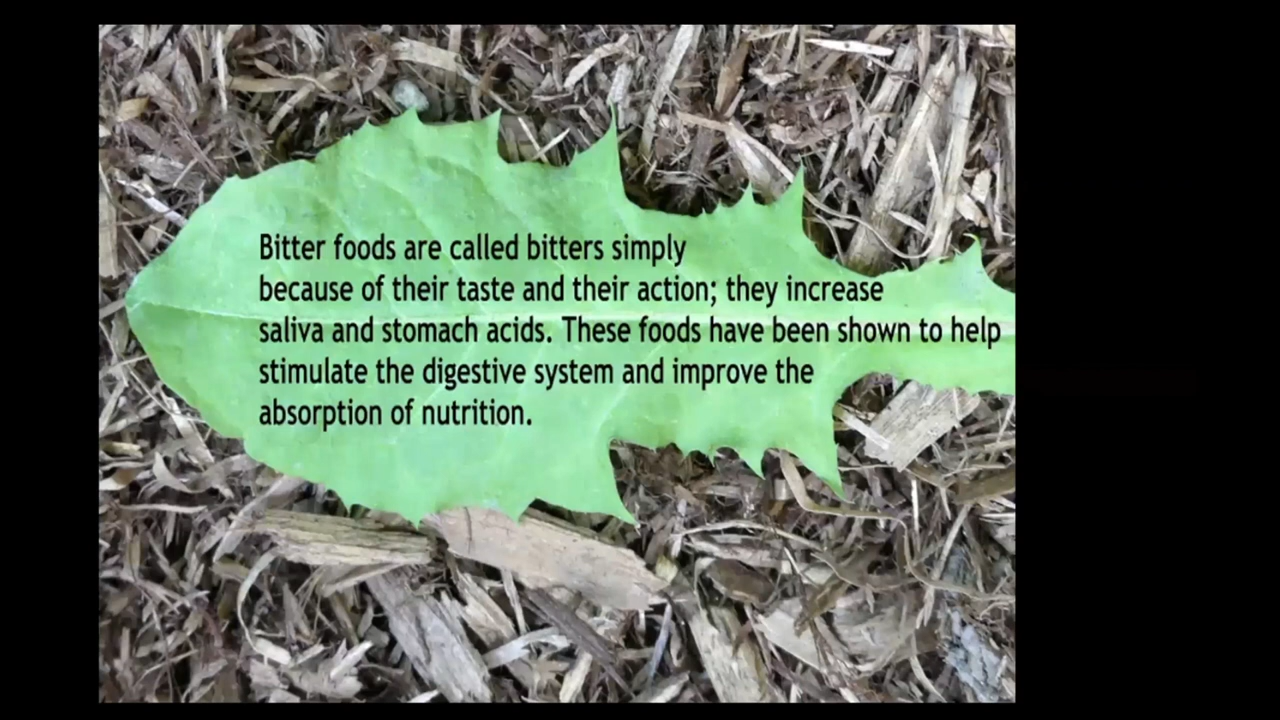 Bitter foods are called bitters simply
because of their taste and their action; they increase
saliva and stomach acids. These foods have been shown to help
stimulate the digestive system and improve the
absorption of nutrition.